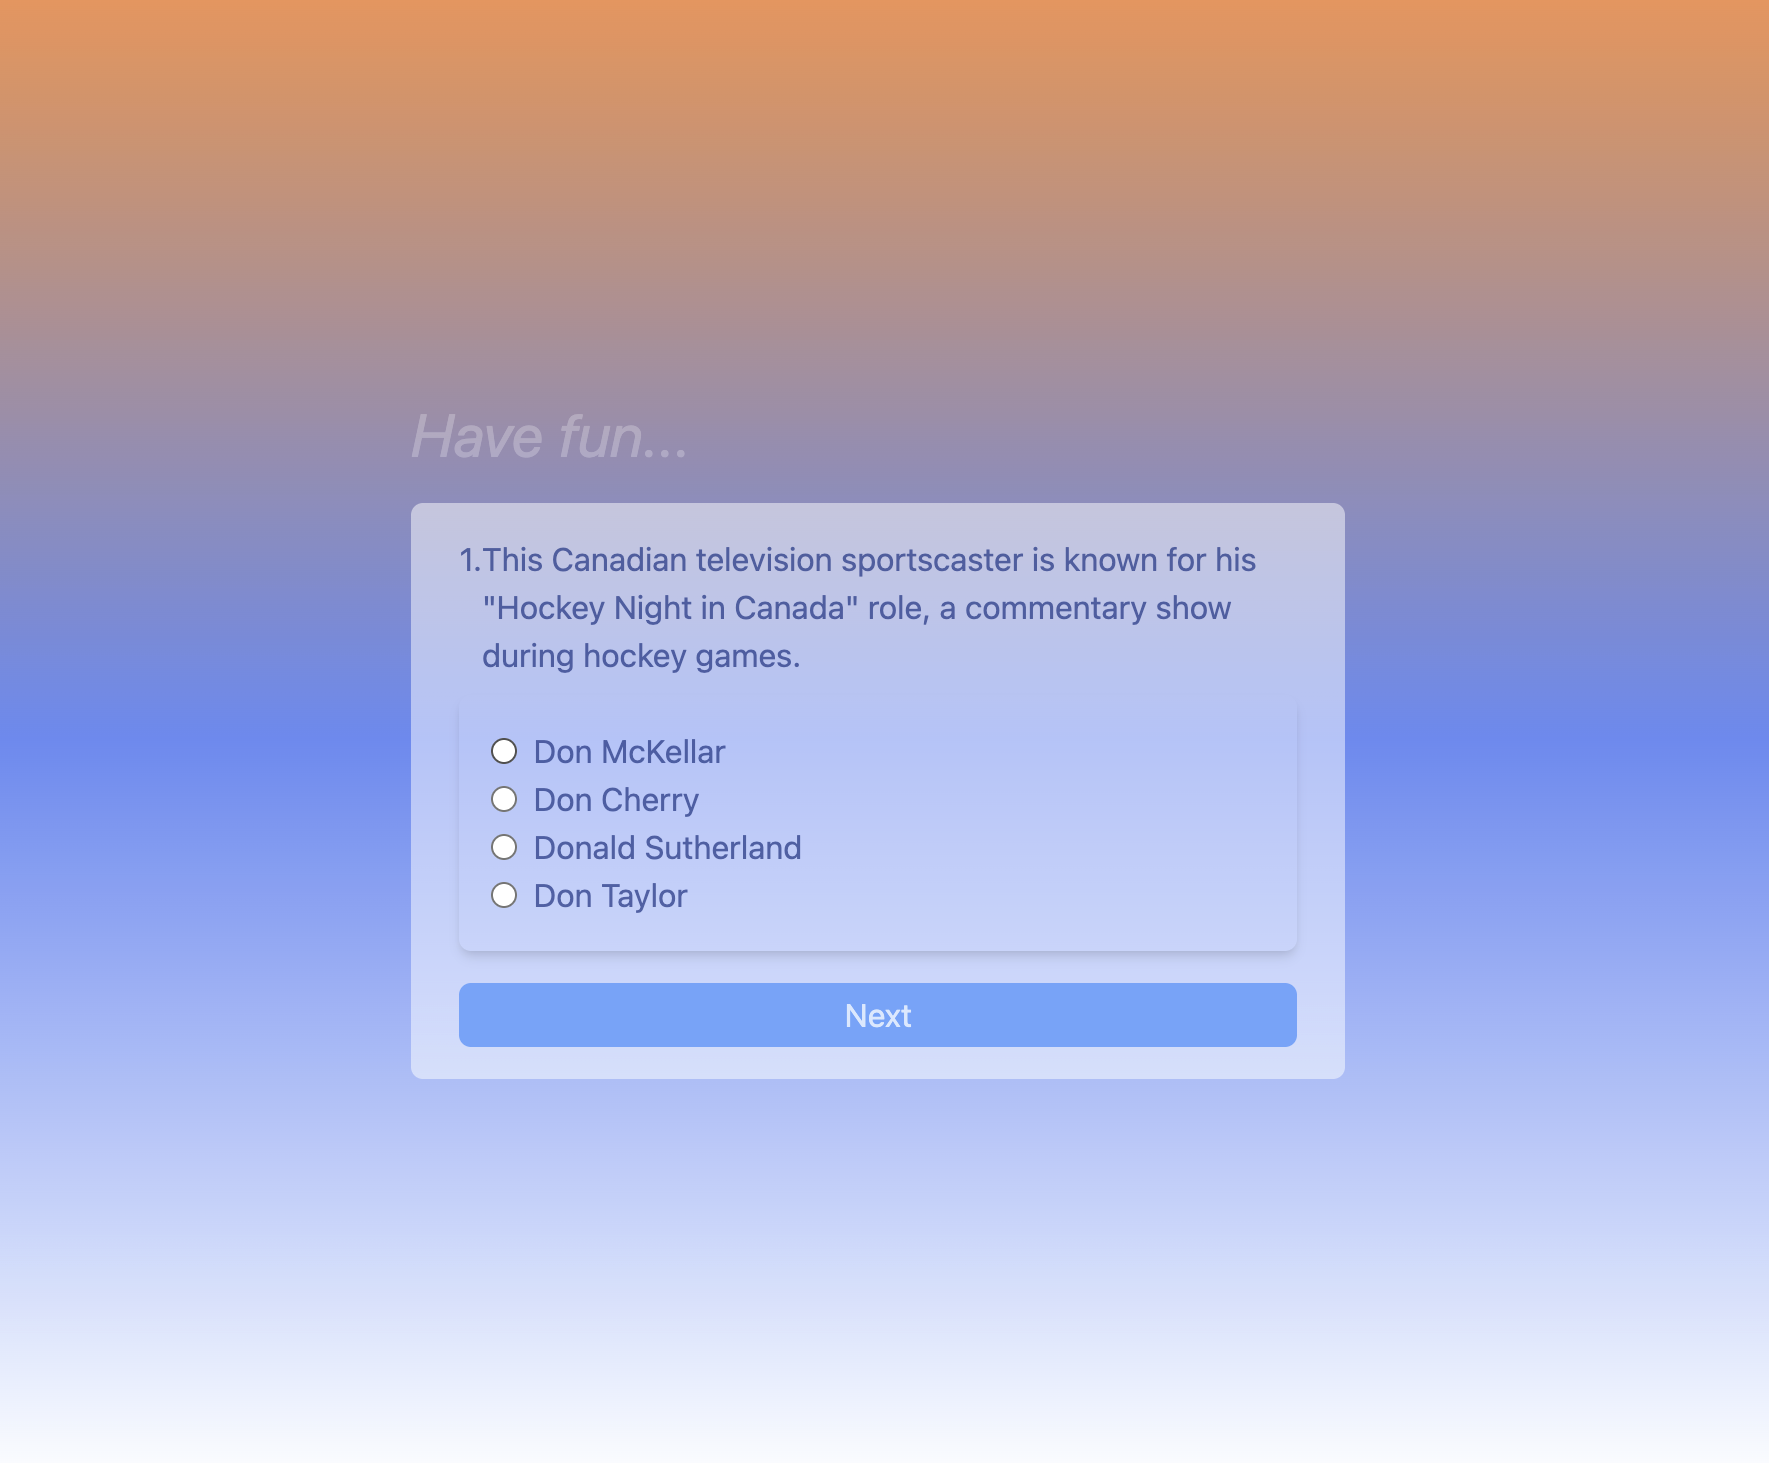 Have fun...
1.This Canadian television sportscaster is known for his
"Hockey Night in Canada" role, a commentary show
during hockey games.
Don McKellar
Don Cherry
Donald Sutherland
Don Taylor
Next